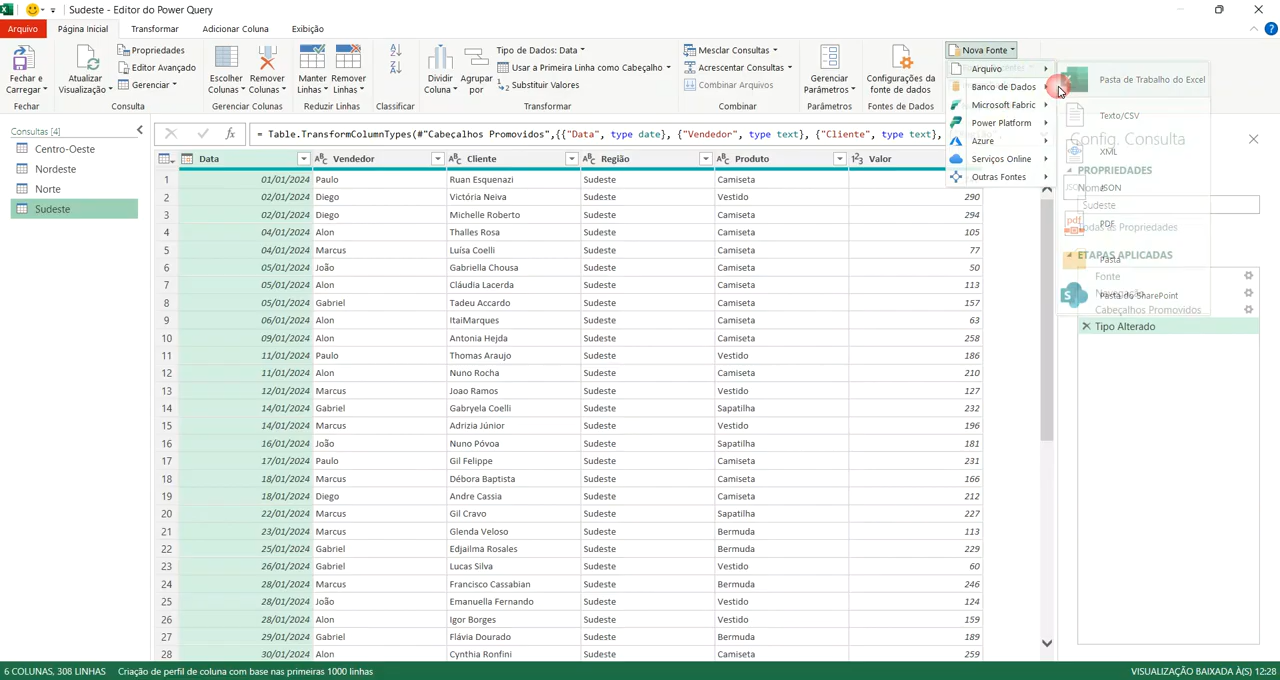 Sudeste - Editor do Power Query
Arquivo
Página Inicial
Transformar
Adicionar Coluna
Exibição
Fechar e
Carregar
Fechar
Atualizar
Visualização
Propriedades
Editor Avançado
Gerenciar
Consulta
Escolher
Colunas
Remover
Colunas
Gerenciar Colunas
Manter
Linhas
Remover
Linhas
Reduzir Linhas
Classificar
Dividir
Coluna
Agrupar
por
Tipo de Dados: Data
Usar a Primeira Linha como Cabeçalho
Substituir Valores
Transformar
Mesclar Consultas
Acrescentar Consultas
Combinar Arquivos
Combinar
Gerenciar
Parâmetros
Parâmetros
Configurações da
fonte de dados
Fontes de Dados
Nova Fonte
Arquivo
Banco de Dados
Microsoft Fabric
Power Platform
Azure
Serviços Online
Outras Fontes
Pasta de Trabalho do Excel
Texto/CSV
XML
JSON
PDF
Pasta
Pasta do SharePoint
Consultas [4]
Centro-Oeste
Nordeste
Norte
Sudeste
= Table.TransformColumnTypes(#"Cabeçalhos Promovidos",{{"Data", type date}, {"Vendedor", type text}, {"Cliente", type text},
Data Vendedor Cliente Região Produto Valor
1 01/01/2024 Paulo Ruan Esquenazi Sudeste Camiseta
2 02/01/2024 Diego Victória Neiva Sudeste Vestido 290
3 02/01/2024 Diego Michelle Roberto Sudeste Camiseta 294
4 04/01/2024 Alon Thalles Rosa Sudeste Camiseta 105
5 04/01/2024 Marcus Luísa Coelli Sudeste Camiseta 77
6 05/01/2024 João Gabriella Chousa Sudeste Camiseta 50
7 05/01/2024 Alon Cláudia Lacerda Sudeste Camiseta 113
8 05/01/2024 Gabriel Tadeu Accardo Sudeste Camiseta 157
9 06/01/2024 Alon ItaiMarques Sudeste Camiseta 63
10 09/01/2024 Alon Antonia Hejda Sudeste Camiseta 258
11 11/01/2024 Paulo Thomas Araujo Sudeste Vestido 186
12 11/01/2024 Alon Nuno Rocha Sudeste Camiseta 210
13 12/01/2024 Marcus Joao Ramos Sudeste Vestido 127
14 14/01/2024 Gabriel Gabryela Coelli Sudeste Sapatilha 232
15 14/01/2024 Marcus Adrizia Júnior Sudeste Vestido 196
16 16/01/2024 João Nuno Póvoa Sudeste Sapatilha 181
17 17/01/2024 Paulo Gil Felippe Sudeste Camiseta 231
18 18/01/2024 Marcus Débora Baptista Sudeste Camiseta 166
19 18/01/2024 Diego Andre Cassia Sudeste Camiseta 212
20 22/01/2024 Marcus Gil Cravo Sudeste Sapatilha 227
21 23/01/2024 Marcus Glenda Veloso Sudeste Bermuda 113
22 25/01/2024 Gabriel Edjailma Rosales Sudeste Bermuda 229
23 26/01/2024 Gabriel Lucas Silva Sudeste Vestido 60
24 28/01/2024 Marcus Francisco Cassabian Sudeste Bermuda 246
25 28/01/2024 João Emanuella Fernando Sudeste Vestido 124
26 28/01/2024 Alon Igor Borges Sudeste Vestido 159
27 29/01/2024 Gabriel Flávia Dourado Sudeste Bermuda 189
28 30/01/2024 Alon Cynthia Ronfini Sudeste Camiseta 259
Config. Consulta
PROPRIEDADES
Nome
Sudeste
Todas as Propriedades
ETAPAS APLICADAS
Fonte
Navegação
Cabeçalhos Promovidos
Tipo Alterado
6 COLUNAS, 308 LINHAS
Criação de perfil de coluna com base nas primeiras 1000 linhas
VISUALIZAÇÃO BAIXADA À(S) 12:28